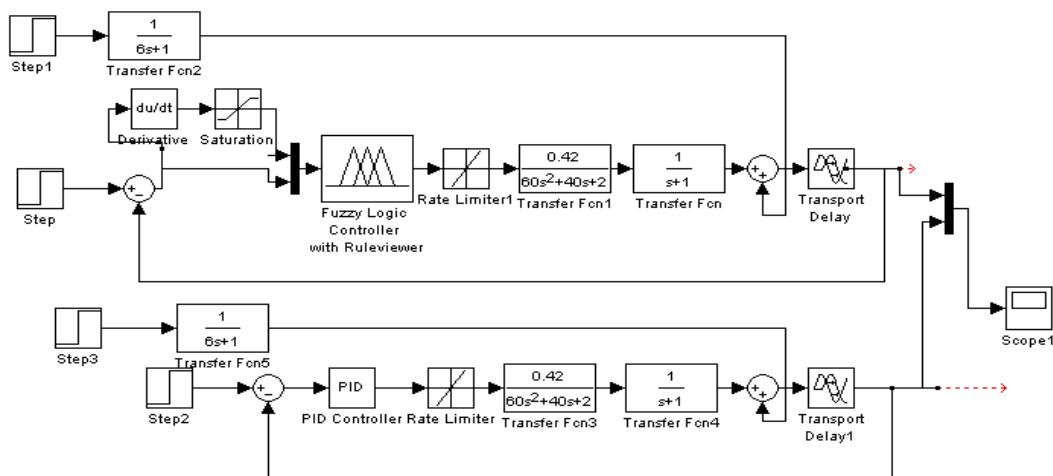 1
6s+1
Step1
Transfer Fcn2
du/dt
Derivative
Saturation
Step
+
−
Fuzzy Logic
Controller
with Ruleviewer
Rate Limiter1
0.42
60s²+40s+2
Transfer Fcn1
1
s+1
Transfer Fcn
+
+
Transport
Delay
Scope1
1
6s+1
Step3
Transfer Fcn5
Step2
+
−
PID
PID Controller
Rate Limiter
0.42
60s²+40s+2
Transfer Fcn3
1
s+1
Transfer Fcn4
+
+
Transport
Delay1